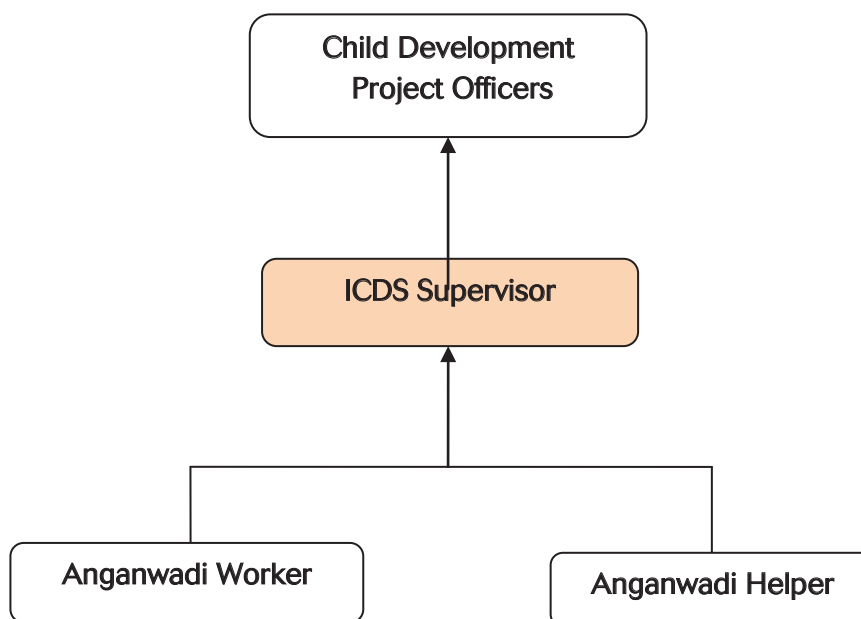 Child Development
Project Officers
ICDS Supervisor
Anganwadi Worker
Anganwadi Helper